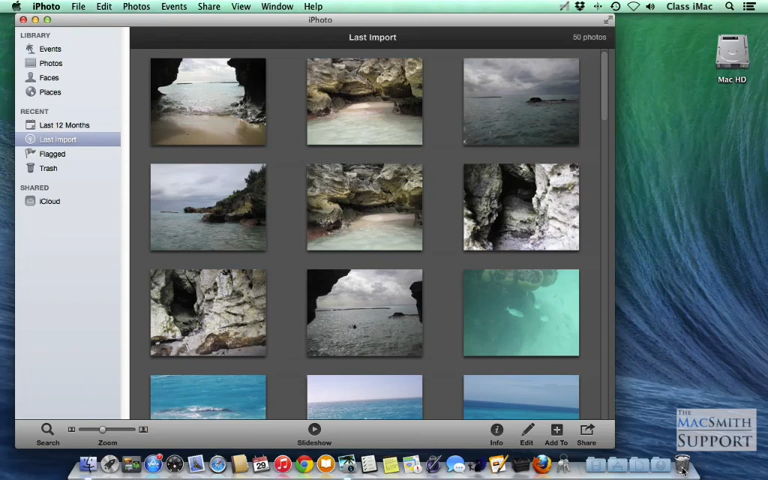 iPhoto File Edit Photos Events Share View Window Help Class iMac
iPhoto
LIBRARY
Events
Photos
Faces
Places
RECENT
Last 12 Months
Last Import
Flagged
Trash
SHARED
iCloud
Last Import 50 photos
Mac HD
Search Zoom Slideshow Info Edit Add To Share
29
THE
MACSMITH
SUPPORT